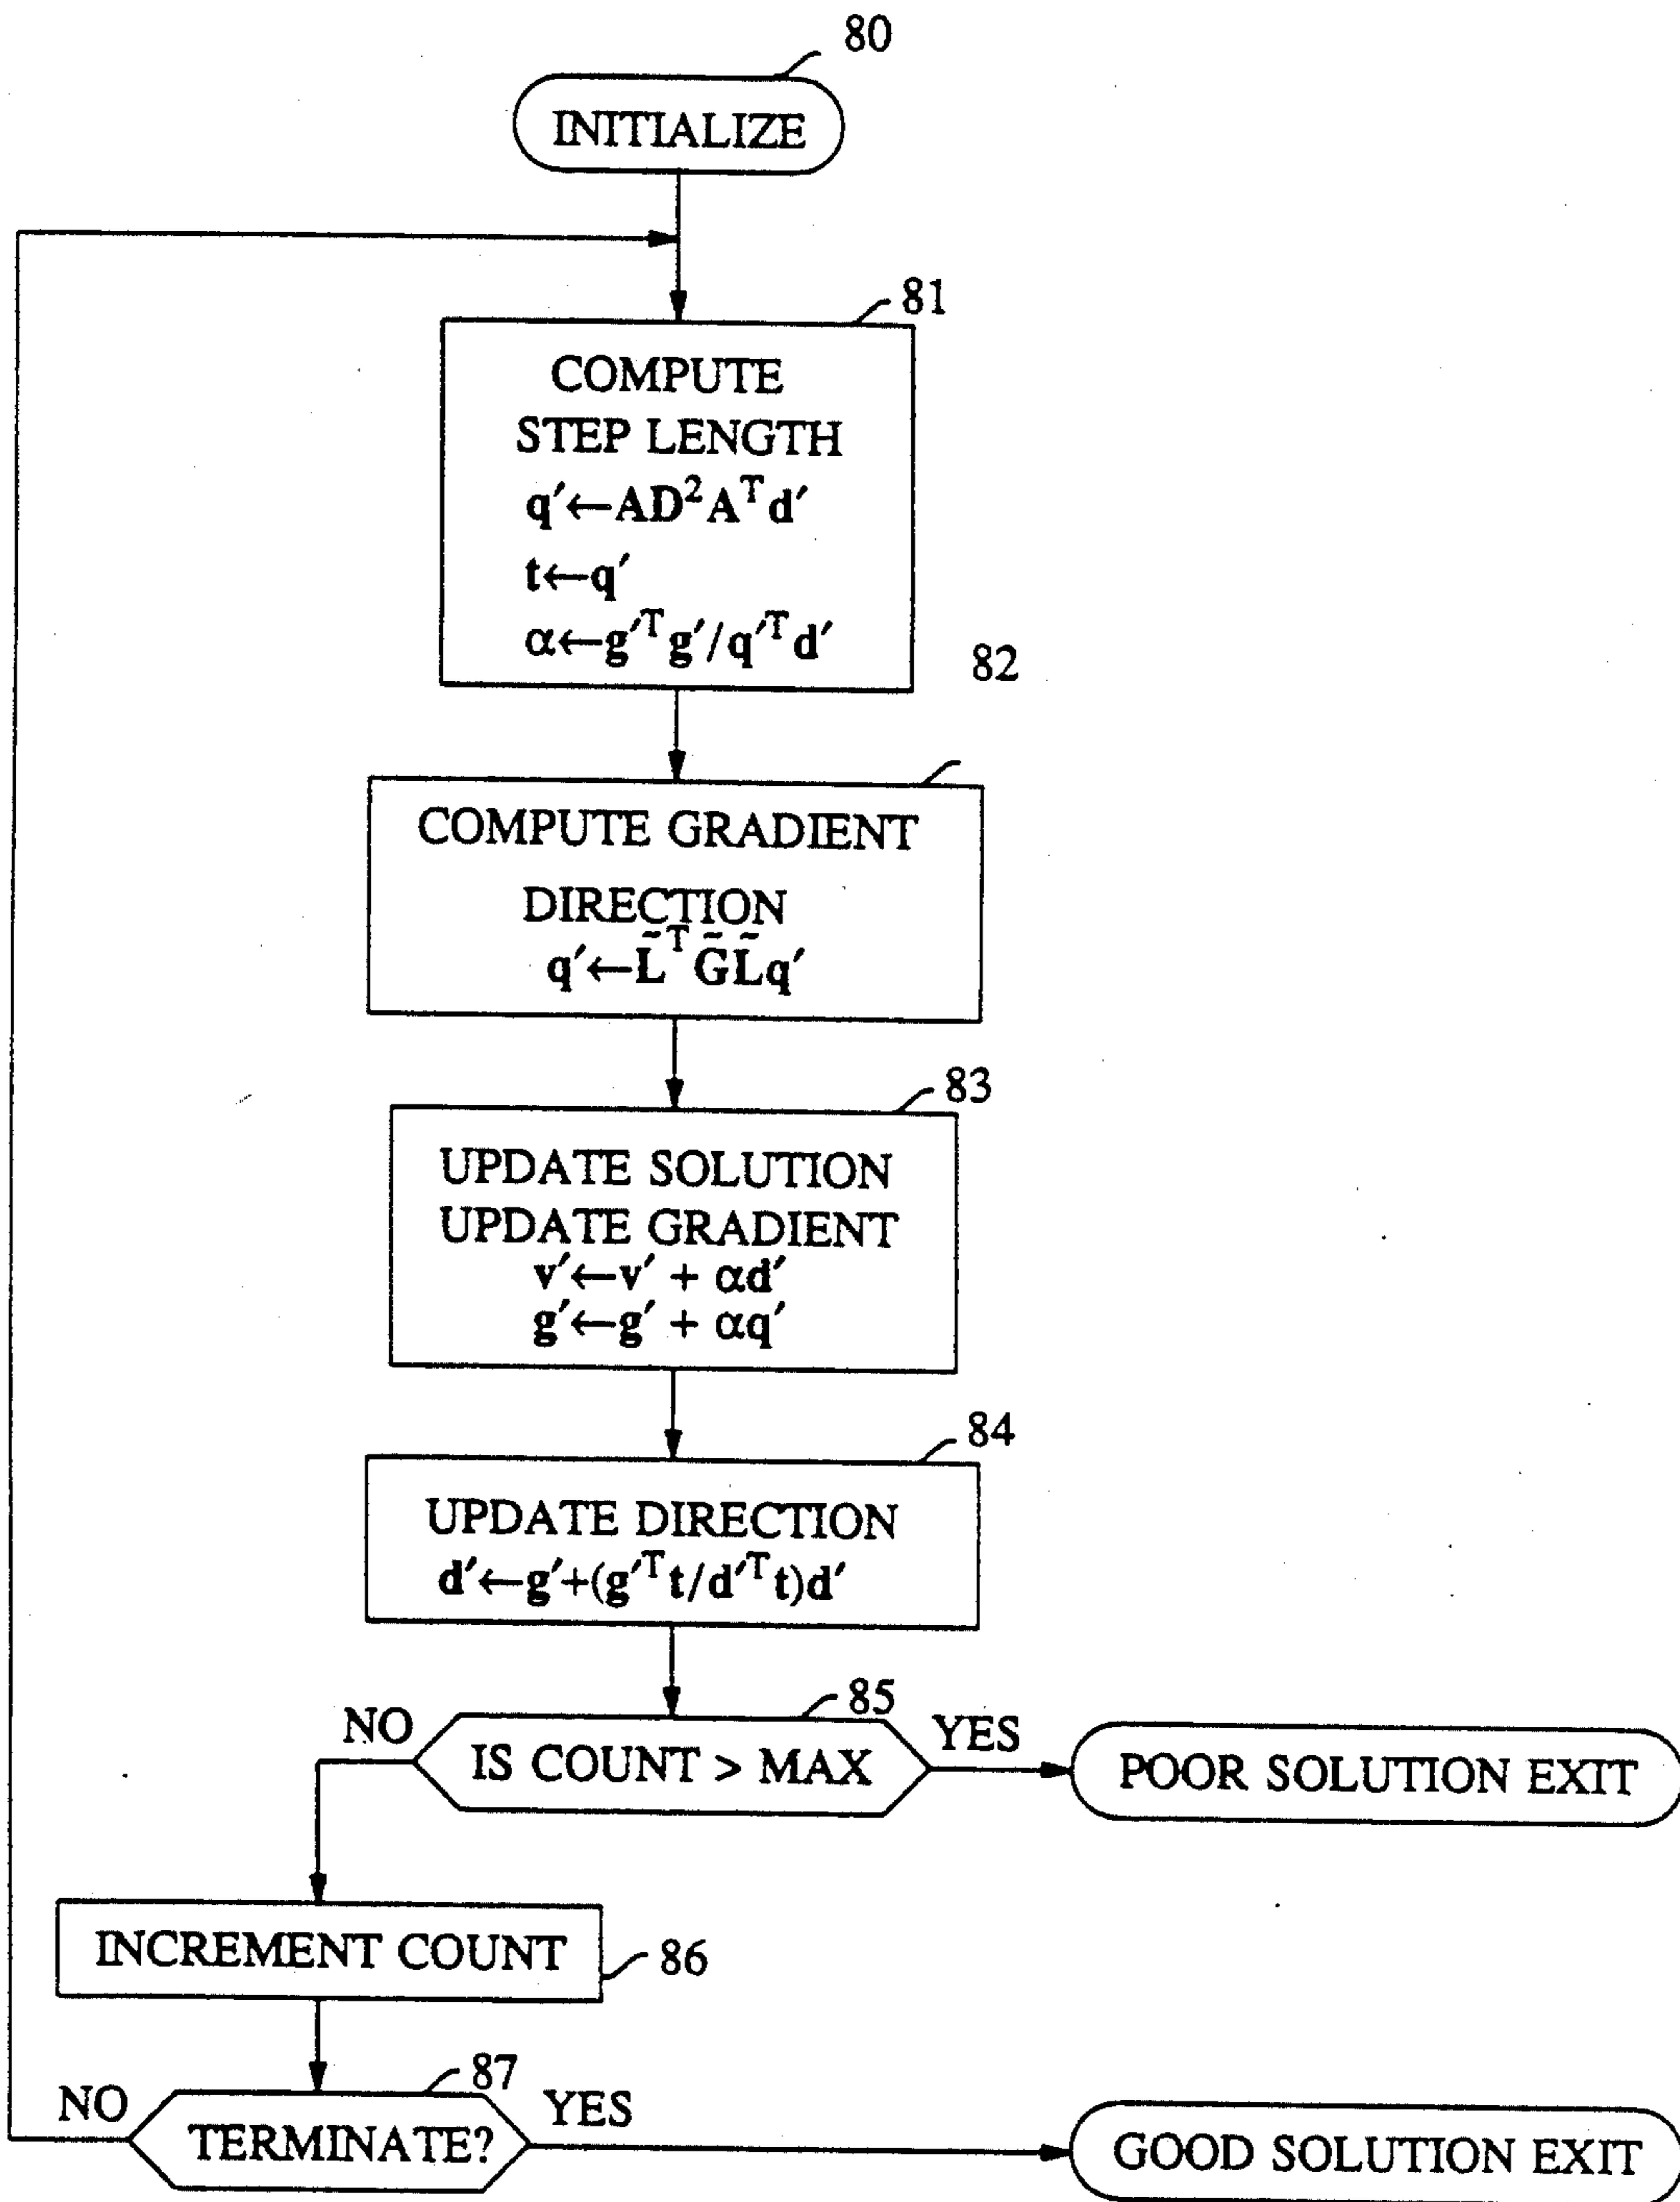 80
INITIALIZE
81
COMPUTE
STEP LENGTH
q′←AD²Aᵀd′
t←q′
α←g′ᵀg′/q′ᵀd′
82
COMPUTE GRADIENT
DIRECTION
q′←L̃ᵀG̃L̃q′
83
UPDATE SOLUTION
UPDATE GRADIENT
v′←v′ + αd′
g′←g′ + αq′
84
UPDATE DIRECTION
d′←g′+(g′ᵀt/d′ᵀt)d′
85
NO
IS COUNT > MAX
YES
POOR SOLUTION EXIT
INCREMENT COUNT
86
87
NO
TERMINATE?
YES
GOOD SOLUTION EXIT